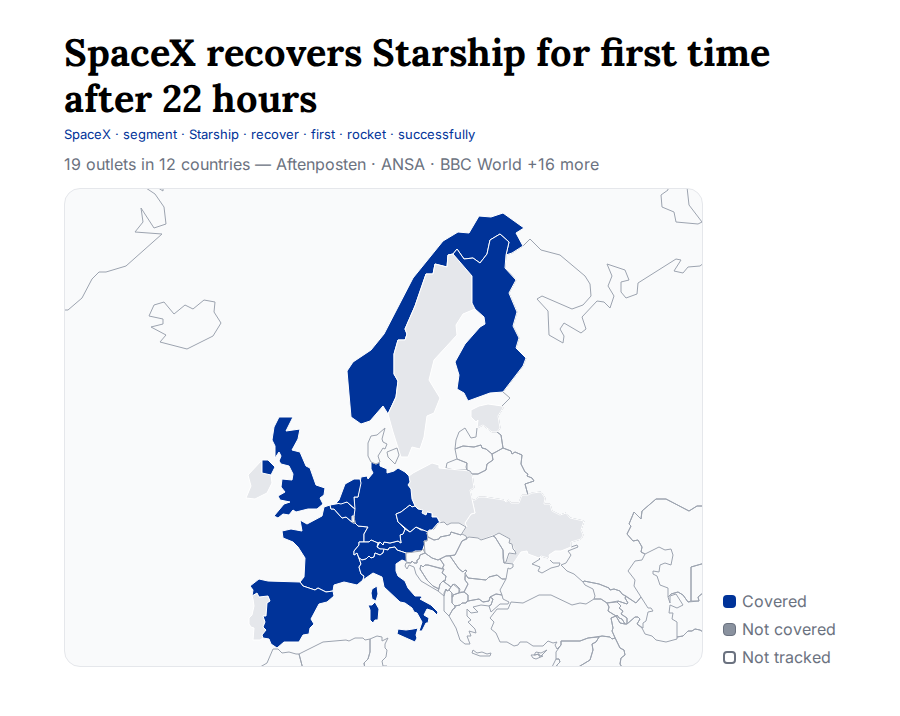 SpaceX recovers Starship for first time
after 22 hours
SpaceX · segment · Starship · recover · first · rocket · successfully
19 outlets in 12 countries — Aftenposten · ANSA · BBC World +16 more
Covered
Not covered
Not tracked